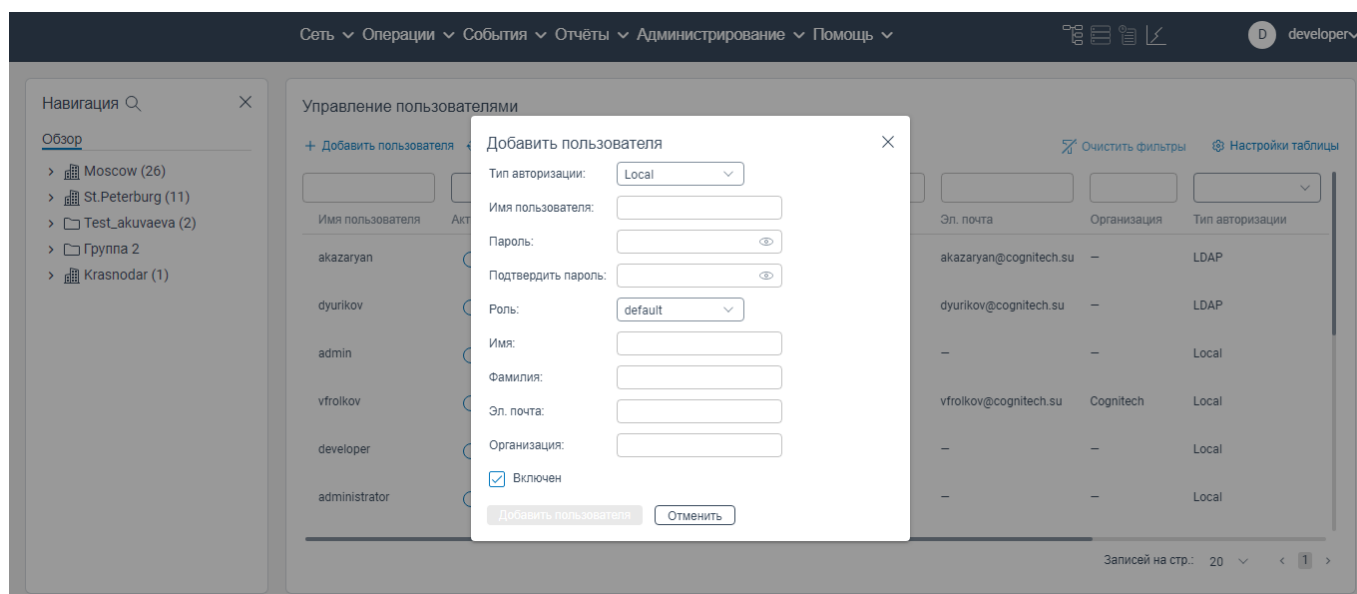 Сеть Операции События Отчёты Администрирование Помощь D developer
Навигация
Обзор
Moscow (26)
St.Peterburg (11)
Test_akuvaeva (2)
Группа 2
Krasnodar (1)
Управление пользователями
+ Добавить пользователя Очистить фильтры Настройки таблицы
Имя пользователя Акт Эл. почта Организация Тип авторизации
akazaryan akazaryan@cognitech.su – LDAP
dyurikov dyurikov@cognitech.su – LDAP
admin – – Local
vfrolkov vfrolkov@cognitech.su Cognitech Local
developer – – Local
administrator – – Local
Записей на стр.: 20 < 1 >
Добавить пользователя
Тип авторизации: Local
Имя пользователя:
Пароль:
Подтвердить пароль:
Роль: default
Имя:
Фамилия:
Эл. почта:
Организация:
Включен
Добавить пользователя Отменить